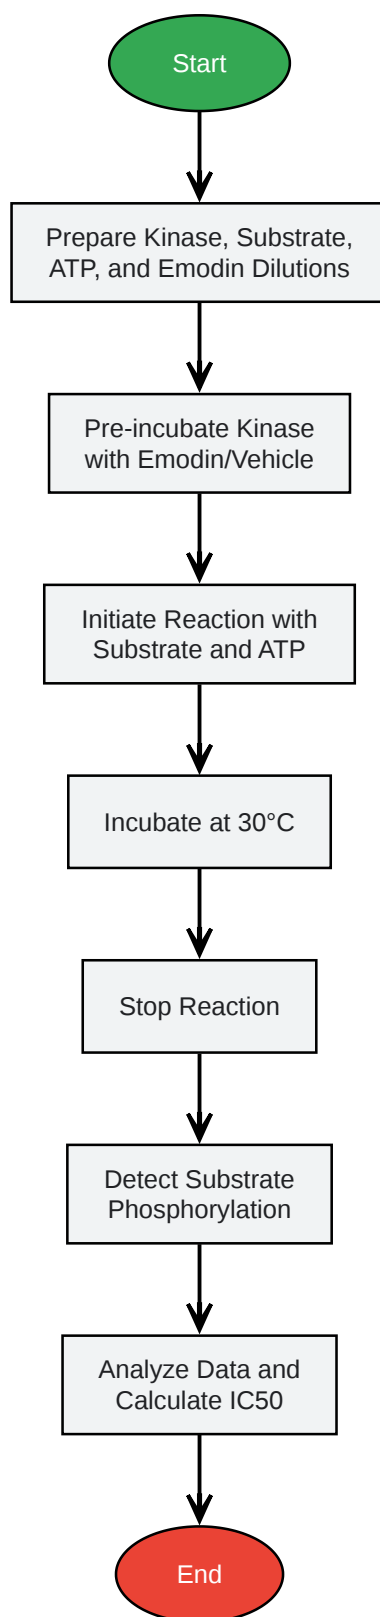 Start
Prepare Kinase, Substrate,
ATP, and Emodin Dilutions
Pre-incubate Kinase
with Emodin/Vehicle
Initiate Reaction with
Substrate and ATP
Incubate at 30°C
Stop Reaction
Detect Substrate
Phosphorylation
Analyze Data and
Calculate IC50
End